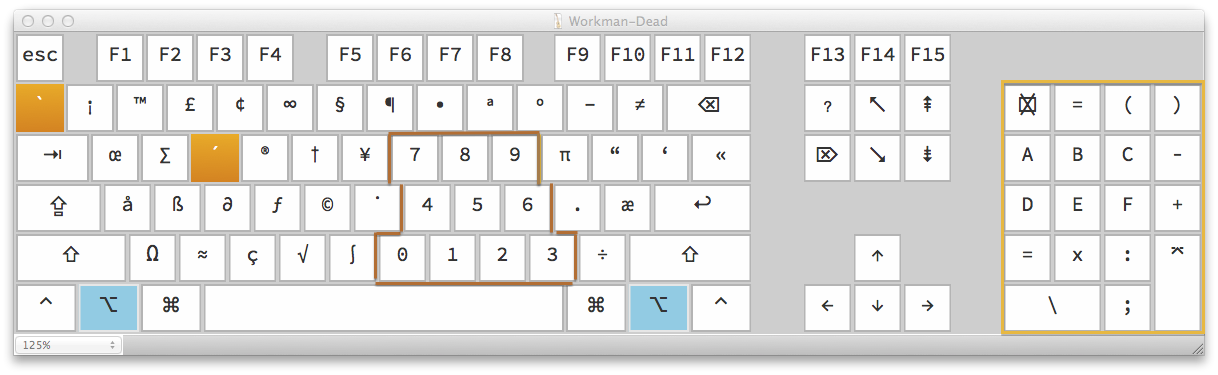 Workman-Dead
esc F1 F2 F3 F4 F5 F6 F7 F8 F9 F10 F11 F12 F13 F14 F15
` ¡ ™ £ ¢ ∞ § ¶ • ª º – ≠ ⌫ ? ↖ ⇞ ⌧ = ( )
⇥ œ ∑ ´ ® † ¥ 7 8 9 π “ ‘ « ⌦ ↘ ⇟ A B C -
⇪ å ß ∂ ƒ © ˙ 4 5 6 . æ ↩ D E F +
⇧ Ω ≈ ç √ ∫ 0 1 2 3 ÷ ⇧ ↑ = x : ⌤
⌃ ⌥ ⌘ ⌘ ⌥ ⌃ ← ↓ → \ ;
125%